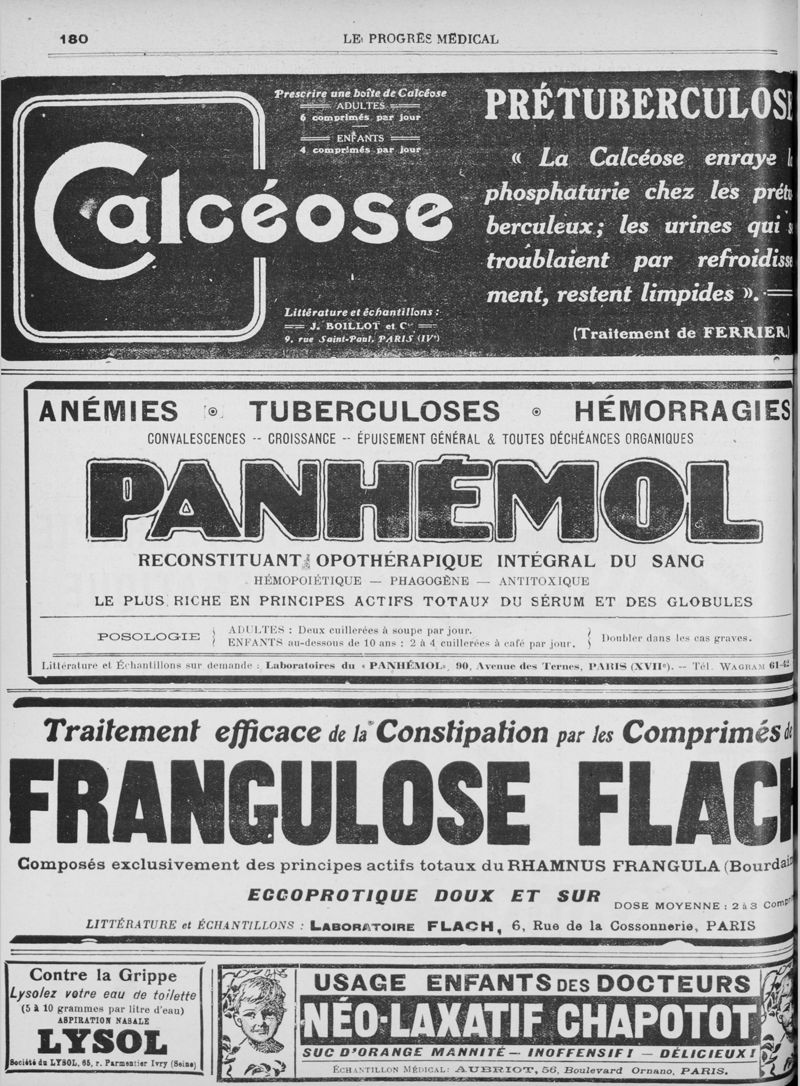 180
LE PROGRÈS MÉDICAL
Calcéose
Prescrire une boîte de Calcéose
ADULTES
6 comprimés par jour
ENFANTS
4 comprimés par jour
Littérature et échantillons :
J. BOILLOT et Cie
9, rue Saint-Paul, PARIS (IVe)
PRÉTUBERCULOSE
« La Calcéose enraye l
phosphaturie chez les prétu
berculeux; les urines qui s
troublaient par refroidisse
ment, restent limpides ».
(Traitement de FERRIER.)
ANÉMIES • TUBERCULOSES • HÉMORRAGIES
CONVALESCENCES -- CROISSANCE -- ÉPUISEMENT GÉNÉRAL & TOUTES DÉCHÉANCES ORGANIQUES
PANHÉMOL
RECONSTITUANT OPOTHÉRAPIQUE INTÉGRAL DU SANG
HÉMOPOIÉTIQUE — PHAGOGÈNE — ANTITOXIQUE
LE PLUS RICHE EN PRINCIPES ACTIFS TOTAUX DU SÉRUM ET DES GLOBULES
POSOLOGIE
ADULTES : Deux cuillerées à soupe par jour.
ENFANTS au-dessous de 10 ans : 2 à 4 cuillerées à café par jour.
Doubler dans les cas graves.
Littérature et Échantillons sur demande : Laboratoires du « PANHÉMOL », 90, Avenue des Ternes, PARIS (XVIIe). -- Tél. WAGRAM 61-42
Traitement efficace de la Constipation par les Comprimés de
FRANGULOSE FLACH
Composés exclusivement des principes actifs totaux du RHAMNUS FRANGULA (Bourdain
ECCOPROTIQUE DOUX ET SUR
DOSE MOYENNE : 2 à 3 Compri
LITTÉRATURE et ÉCHANTILLONS : LABORATOIRE FLACH, 6, Rue de la Cossonnerie, PARIS
Contre la Grippe
Lysolez votre eau de toilette
(5 à 10 grammes par litre d'eau)
ASPIRATION NASALE
LYSOL
Société du LYSOL, 65, r. Parmentier Ivry (Seine)
USAGE ENFANTS DES DOCTEURS
NÉO-LAXATIF CHAPOTOT
SUC D'ORANGE MANNITÉ — INOFFENSIF ! — DÉLICIEUX !
ÉCHANTILLON MÉDICAL : AUBRIOT, 56, Boulevard Ornano, PARIS.